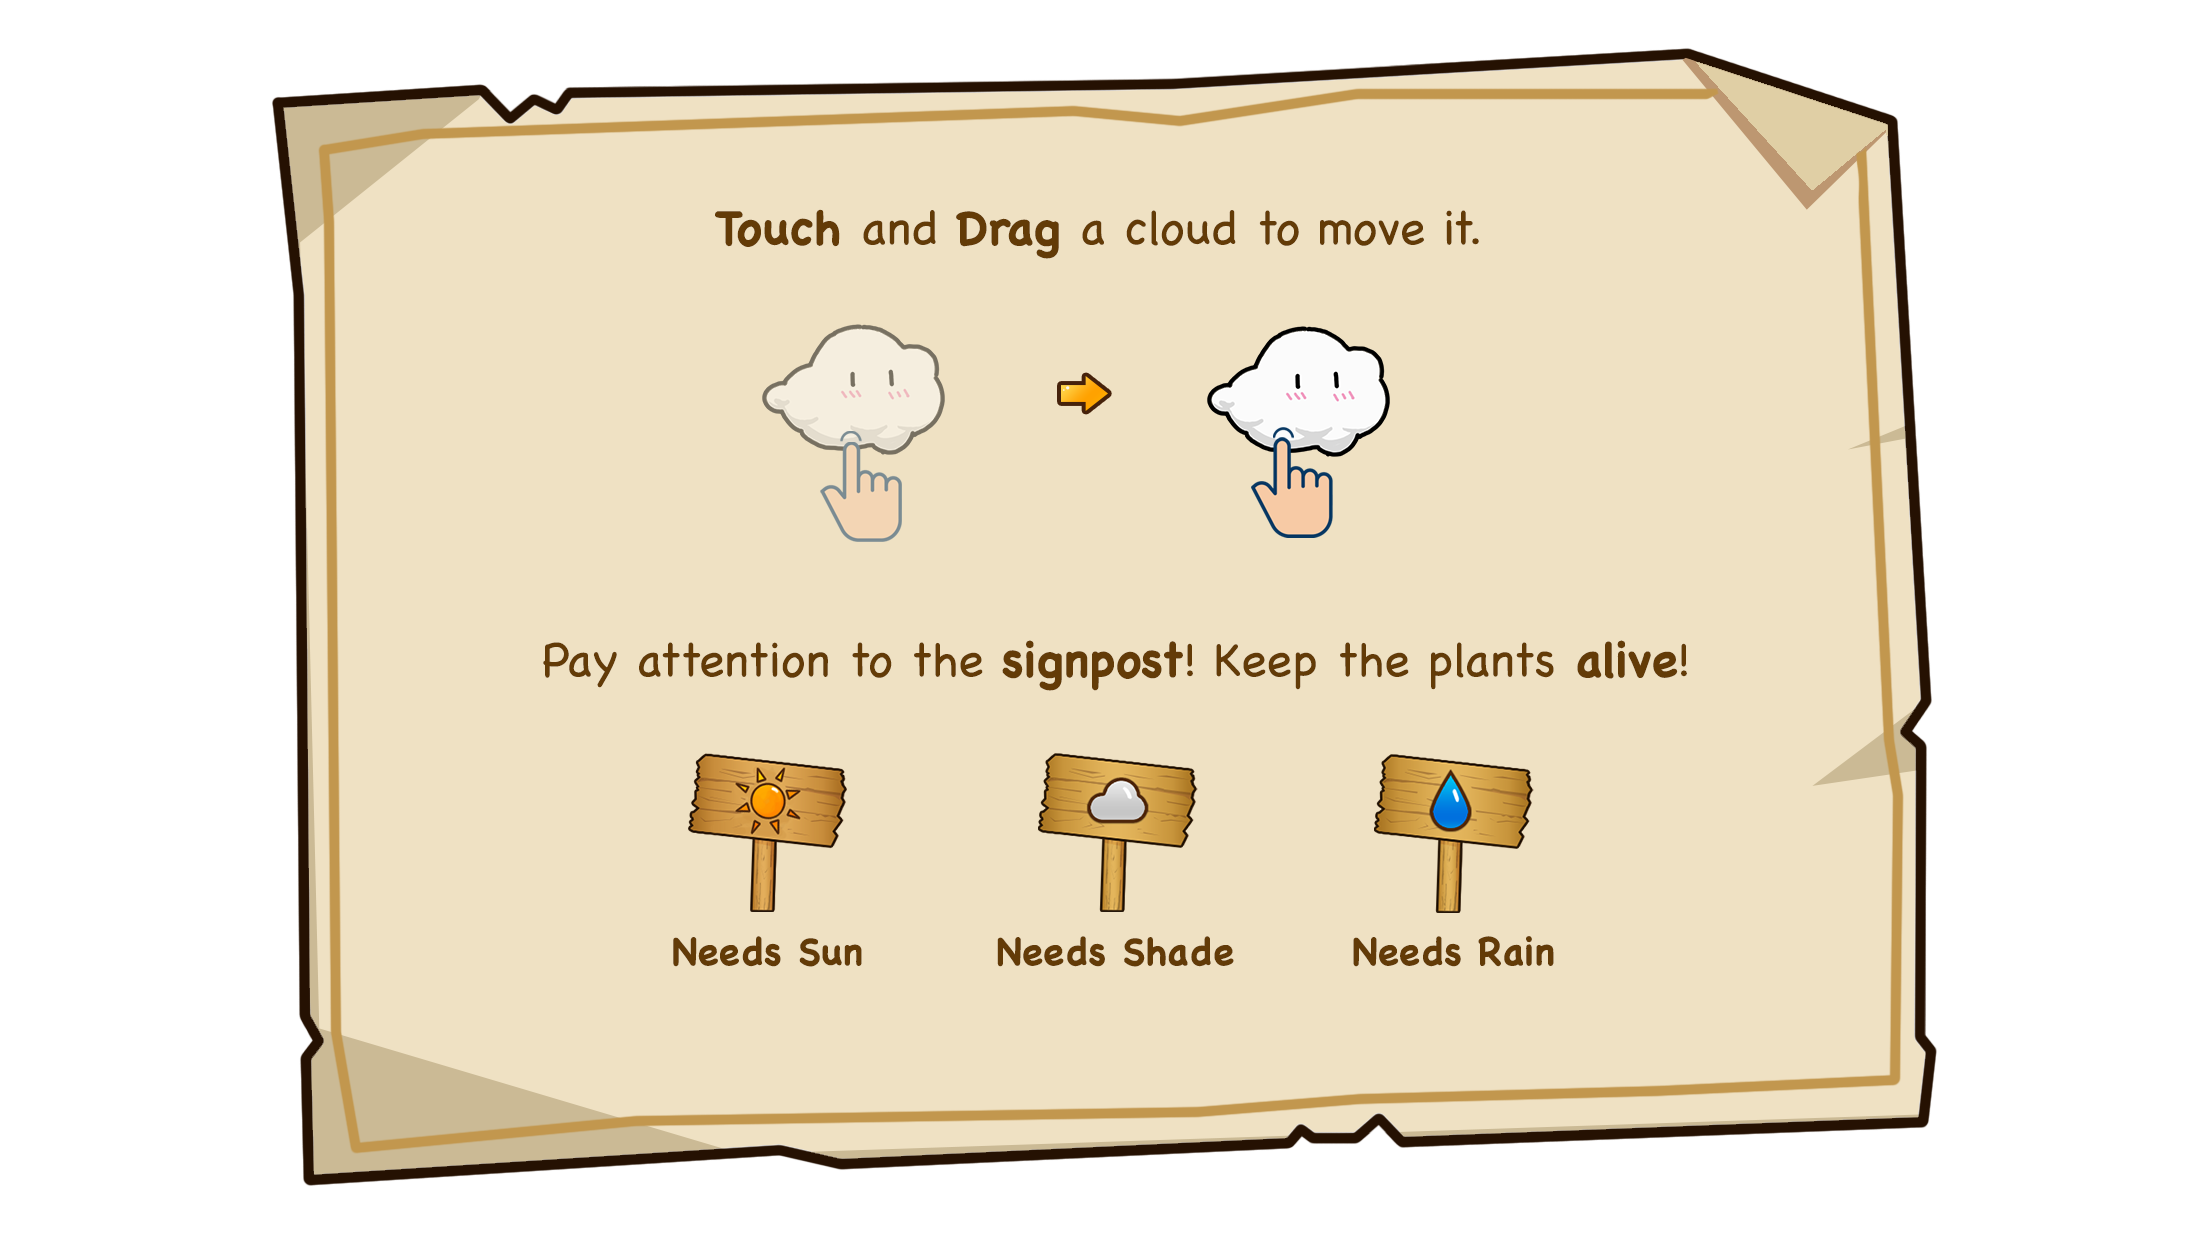 Touch and Drag a cloud to move it.
Pay attention to the signpost! Keep the plants alive!
Needs Sun
Needs Shade
Needs Rain